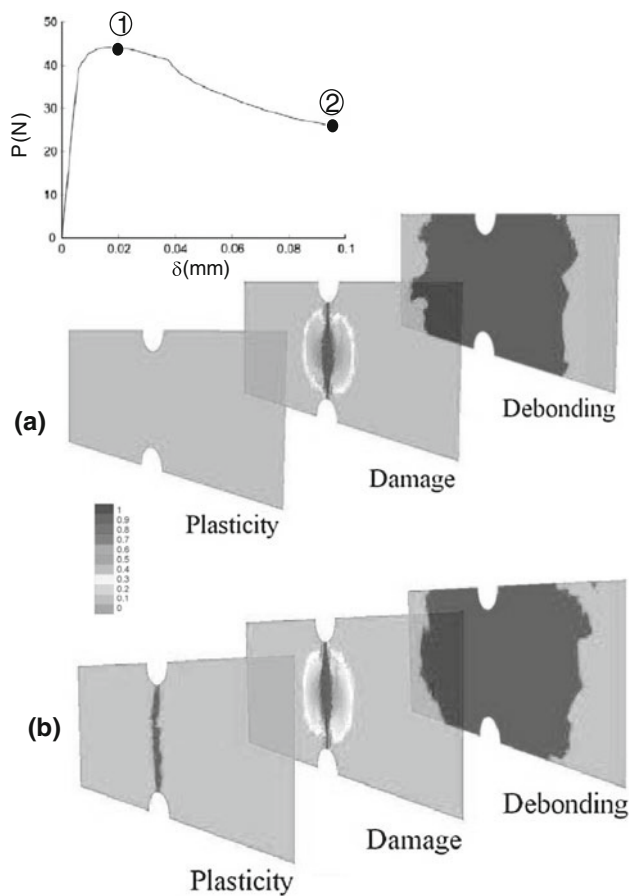 50
①
40
②
30
P(N)
20
10
0
0
0.02
0.04
0.06
0.08
0.1
δ(mm)
Debonding
(a)
Damage
Plasticity
1
0.9
0.8
0.7
0.6
0.5
0.4
0.3
0.2
0.1
0
(b)
Debonding
Damage
Plasticity